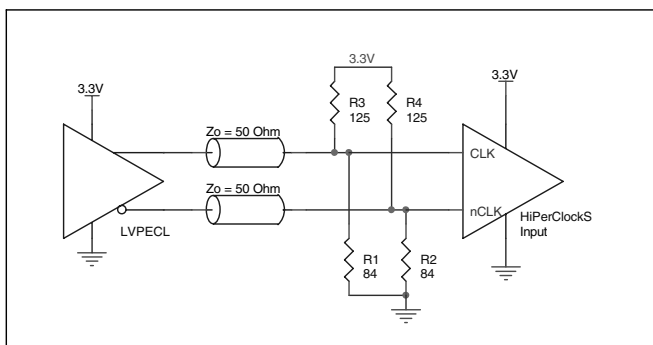 3.3V
3.3V
3.3V
R3
125
R4
125
Zo = 50 Ohm
CLK
Zo = 50 Ohm
nCLK
HiPerClockS
Input
LVPECL
R1
84
R2
84